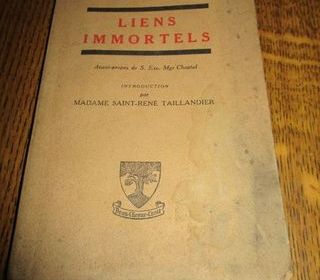 LIENS
IMMORTELS
Avant-propos de S. Exc. Mgr Chaptal
INTRODUCTION
par
MADAME SAINT-RENÉ TAILLANDIER